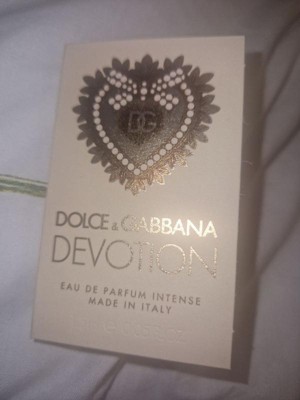 DG
DOLCE & GABBANA
DEVOTION
EAU DE PARFUM INTENSE
MADE IN ITALY